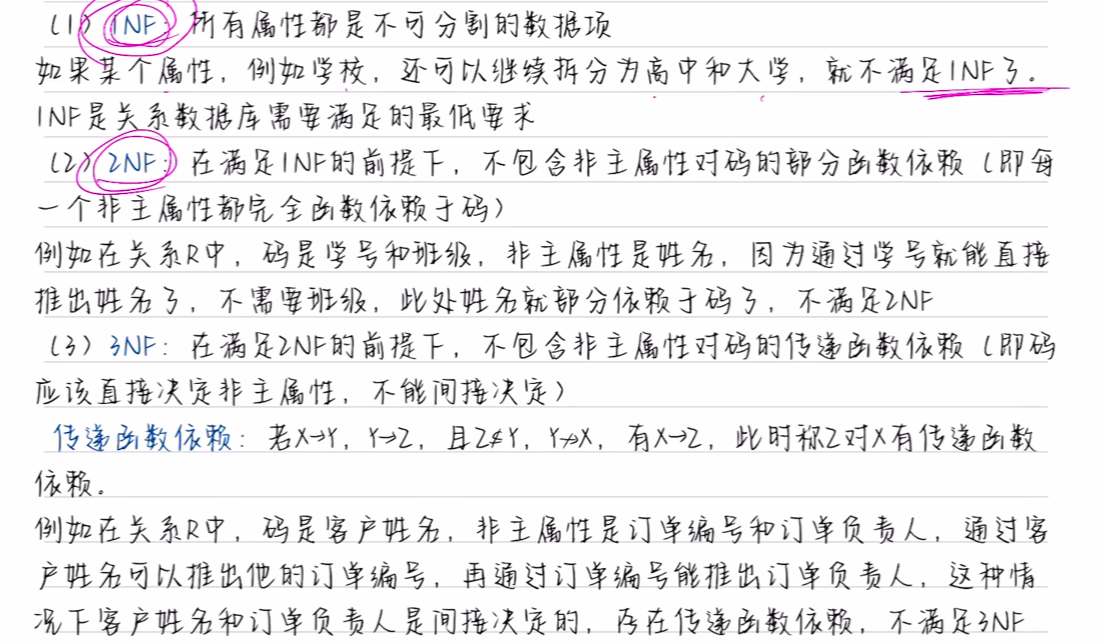 （1）1NF：所有属性都是不可分割的数据项
如果某个属性，例如学校，还可以继续拆分为高中和大学，就不满足1NF了。
1NF是关系数据库需要满足的最低要求
（2）2NF：在满足1NF的前提下，不包含非主属性对码的部分函数依赖（即每
一个非主属性都完全函数依赖于码）
例如在关系R中，码是学号和班级，非主属性是姓名，因为通过学号就能直接
推出姓名了，不需要班级，此处姓名就部分依赖于码了，不满足2NF
（3）3NF：在满足2NF的前提下，不包含非主属性对码的传递函数依赖（即码
应该直接决定非主属性，不能间接决定）
传递函数依赖：若X→Y，Y→Z，且Z⊄Y，Y↛X，有X→Z，此时称Z对X有传递函数
依赖。
例如在关系R中，码是客户姓名，非主属性是订单编号和订单负责人，通过客
户姓名可以推出他的订单编号，再通过订单编号能推出订单负责人，这种情
况下客户姓名和订单负责人是间接决定的，存在传递函数依赖，不满足3NF